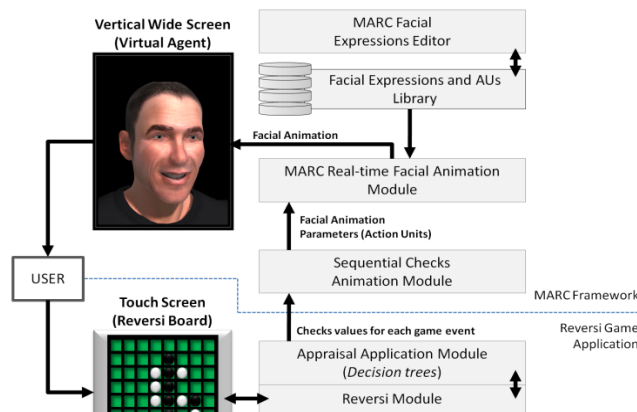 Vertical Wide Screen
(Virtual Agent)
MARC Facial
Expressions Editor
Facial Expressions and AUs
Library
Facial Animation
MARC Real-time Facial Animation
Module
Facial Animation
Parameters (Action Units)
USER
Sequential Checks
Animation Module
MARC Framework
Touch Screen
(Reversi Board)
Checks values for each game event
Reversi Game
Application
Appraisal Application Module
(Decision trees)
Reversi Module